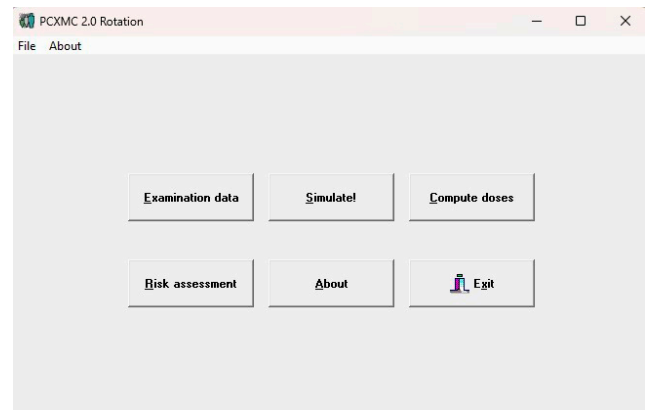 PCXMC 2.0 Rotation
File About
Examination data Simulate! Compute doses
Risk assessment About Exit